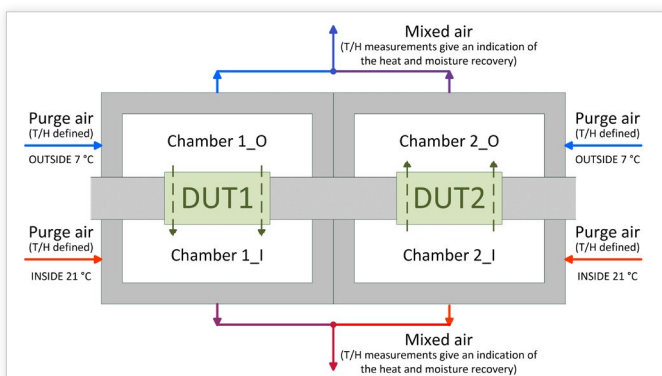 Mixed air
(T/H measurements give an indication of
the heat and moisture recovery)
Purge air
(T/H defined)
OUTSIDE 7 °C
Chamber 1_O
Chamber 2_O
Purge air
(T/H defined)
OUTSIDE 7 °C
DUT1
DUT2
Purge air
(T/H defined)
INSIDE 21 °C
Chamber 1_I
Chamber 2_I
Purge air
(T/H defined)
INSIDE 21 °C
Mixed air
(T/H measurements give an indication of
the heat and moisture recovery)